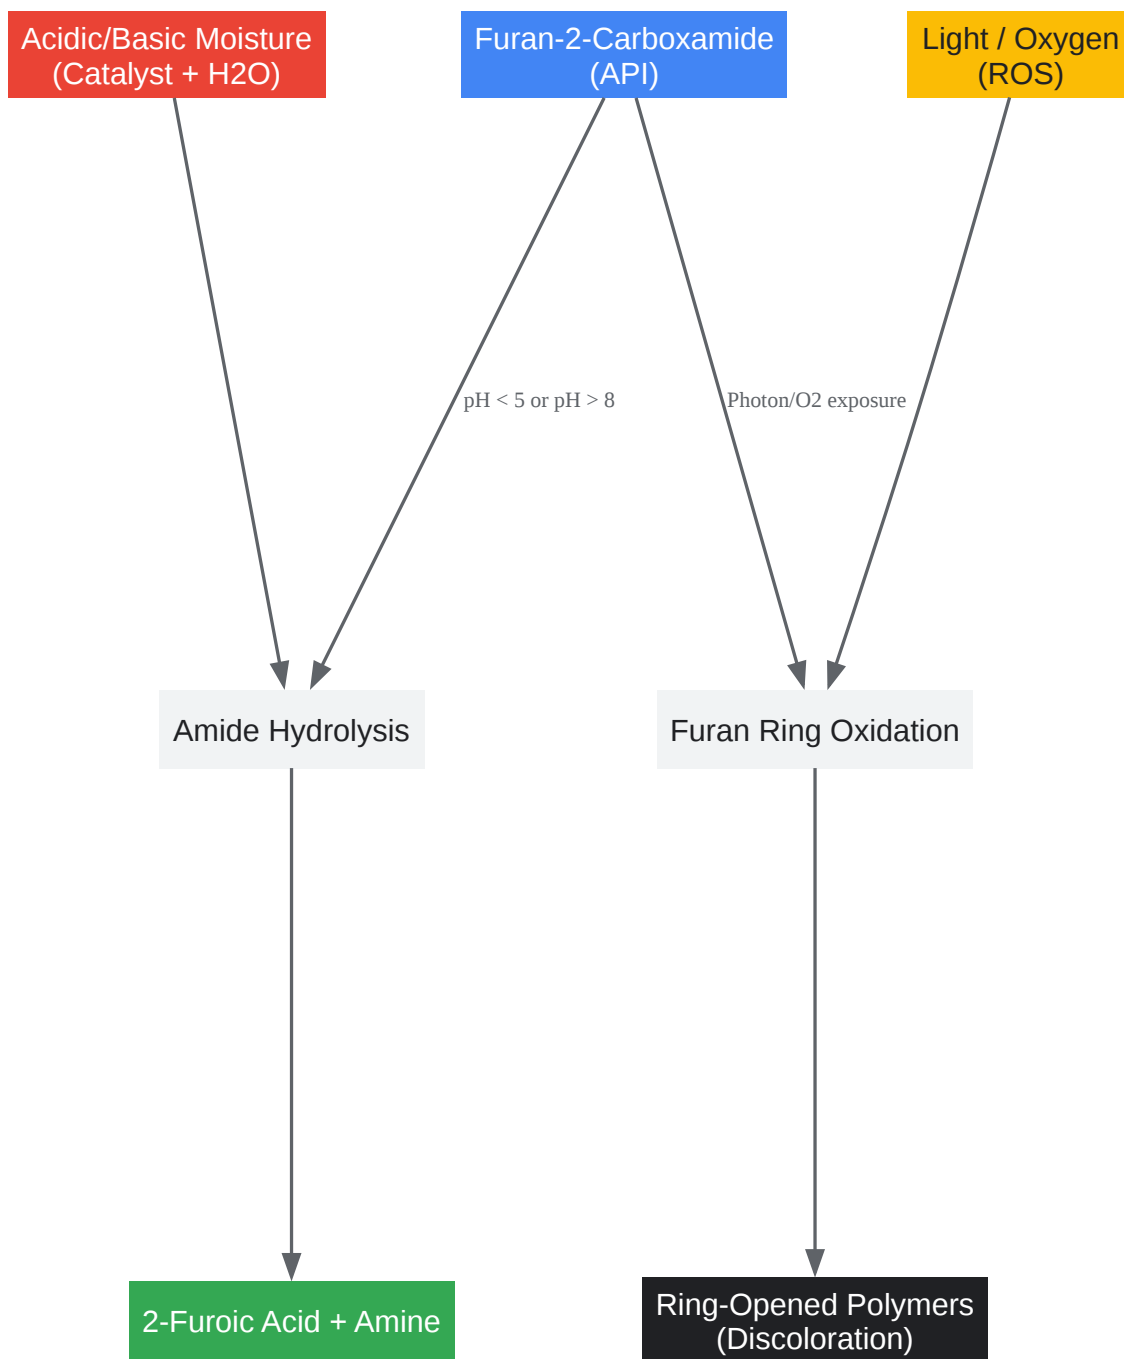 Acidic/Basic Moisture
(Catalyst + H2O)
Furan-2-Carboxamide
(API)
Light / Oxygen
(ROS)
pH < 5 or pH > 8
Photon/O2 exposure
Amide Hydrolysis
Furan Ring Oxidation
2-Furoic Acid + Amine
Ring-Opened Polymers
(Discoloration)